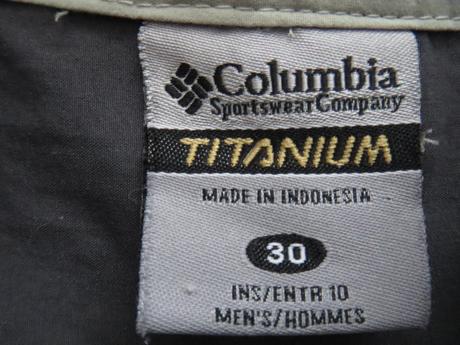 Columbia
Sportswear Company
TITANIUM
MADE IN INDONESIA
30
INS/ENTR 10
MEN'S/HOMMES